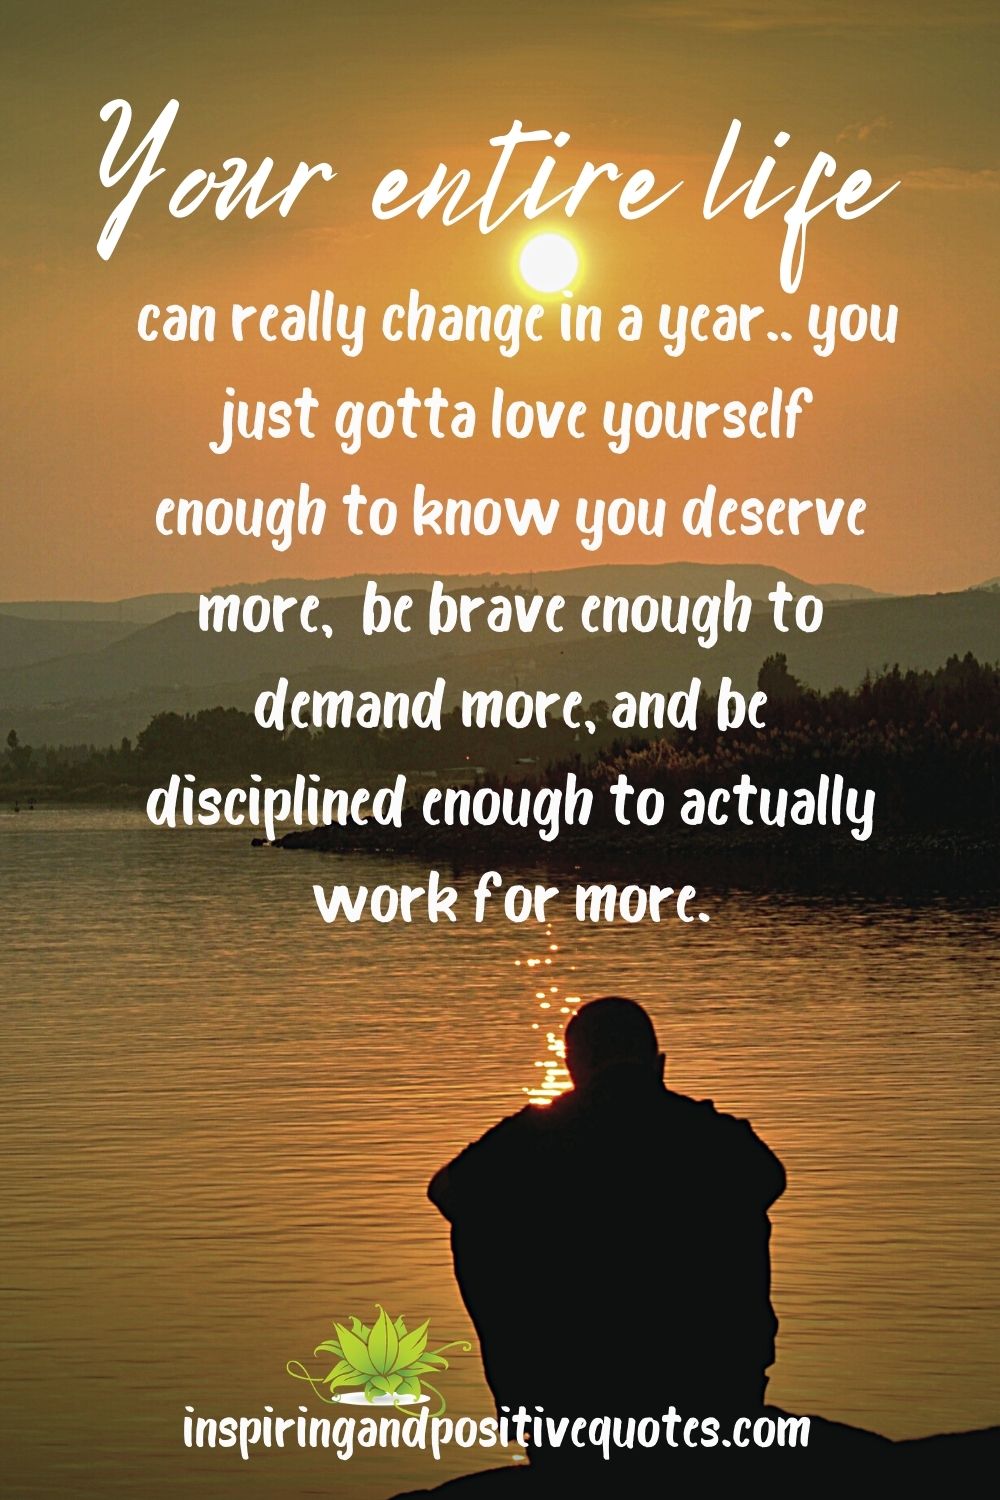 Your entire life
can really change in a year.. you
just gotta love yourself
enough to know you deserve
more, be brave enough to
demand more, and be
disciplined enough to actually
work for more.
inspiringandpositivequotes.com